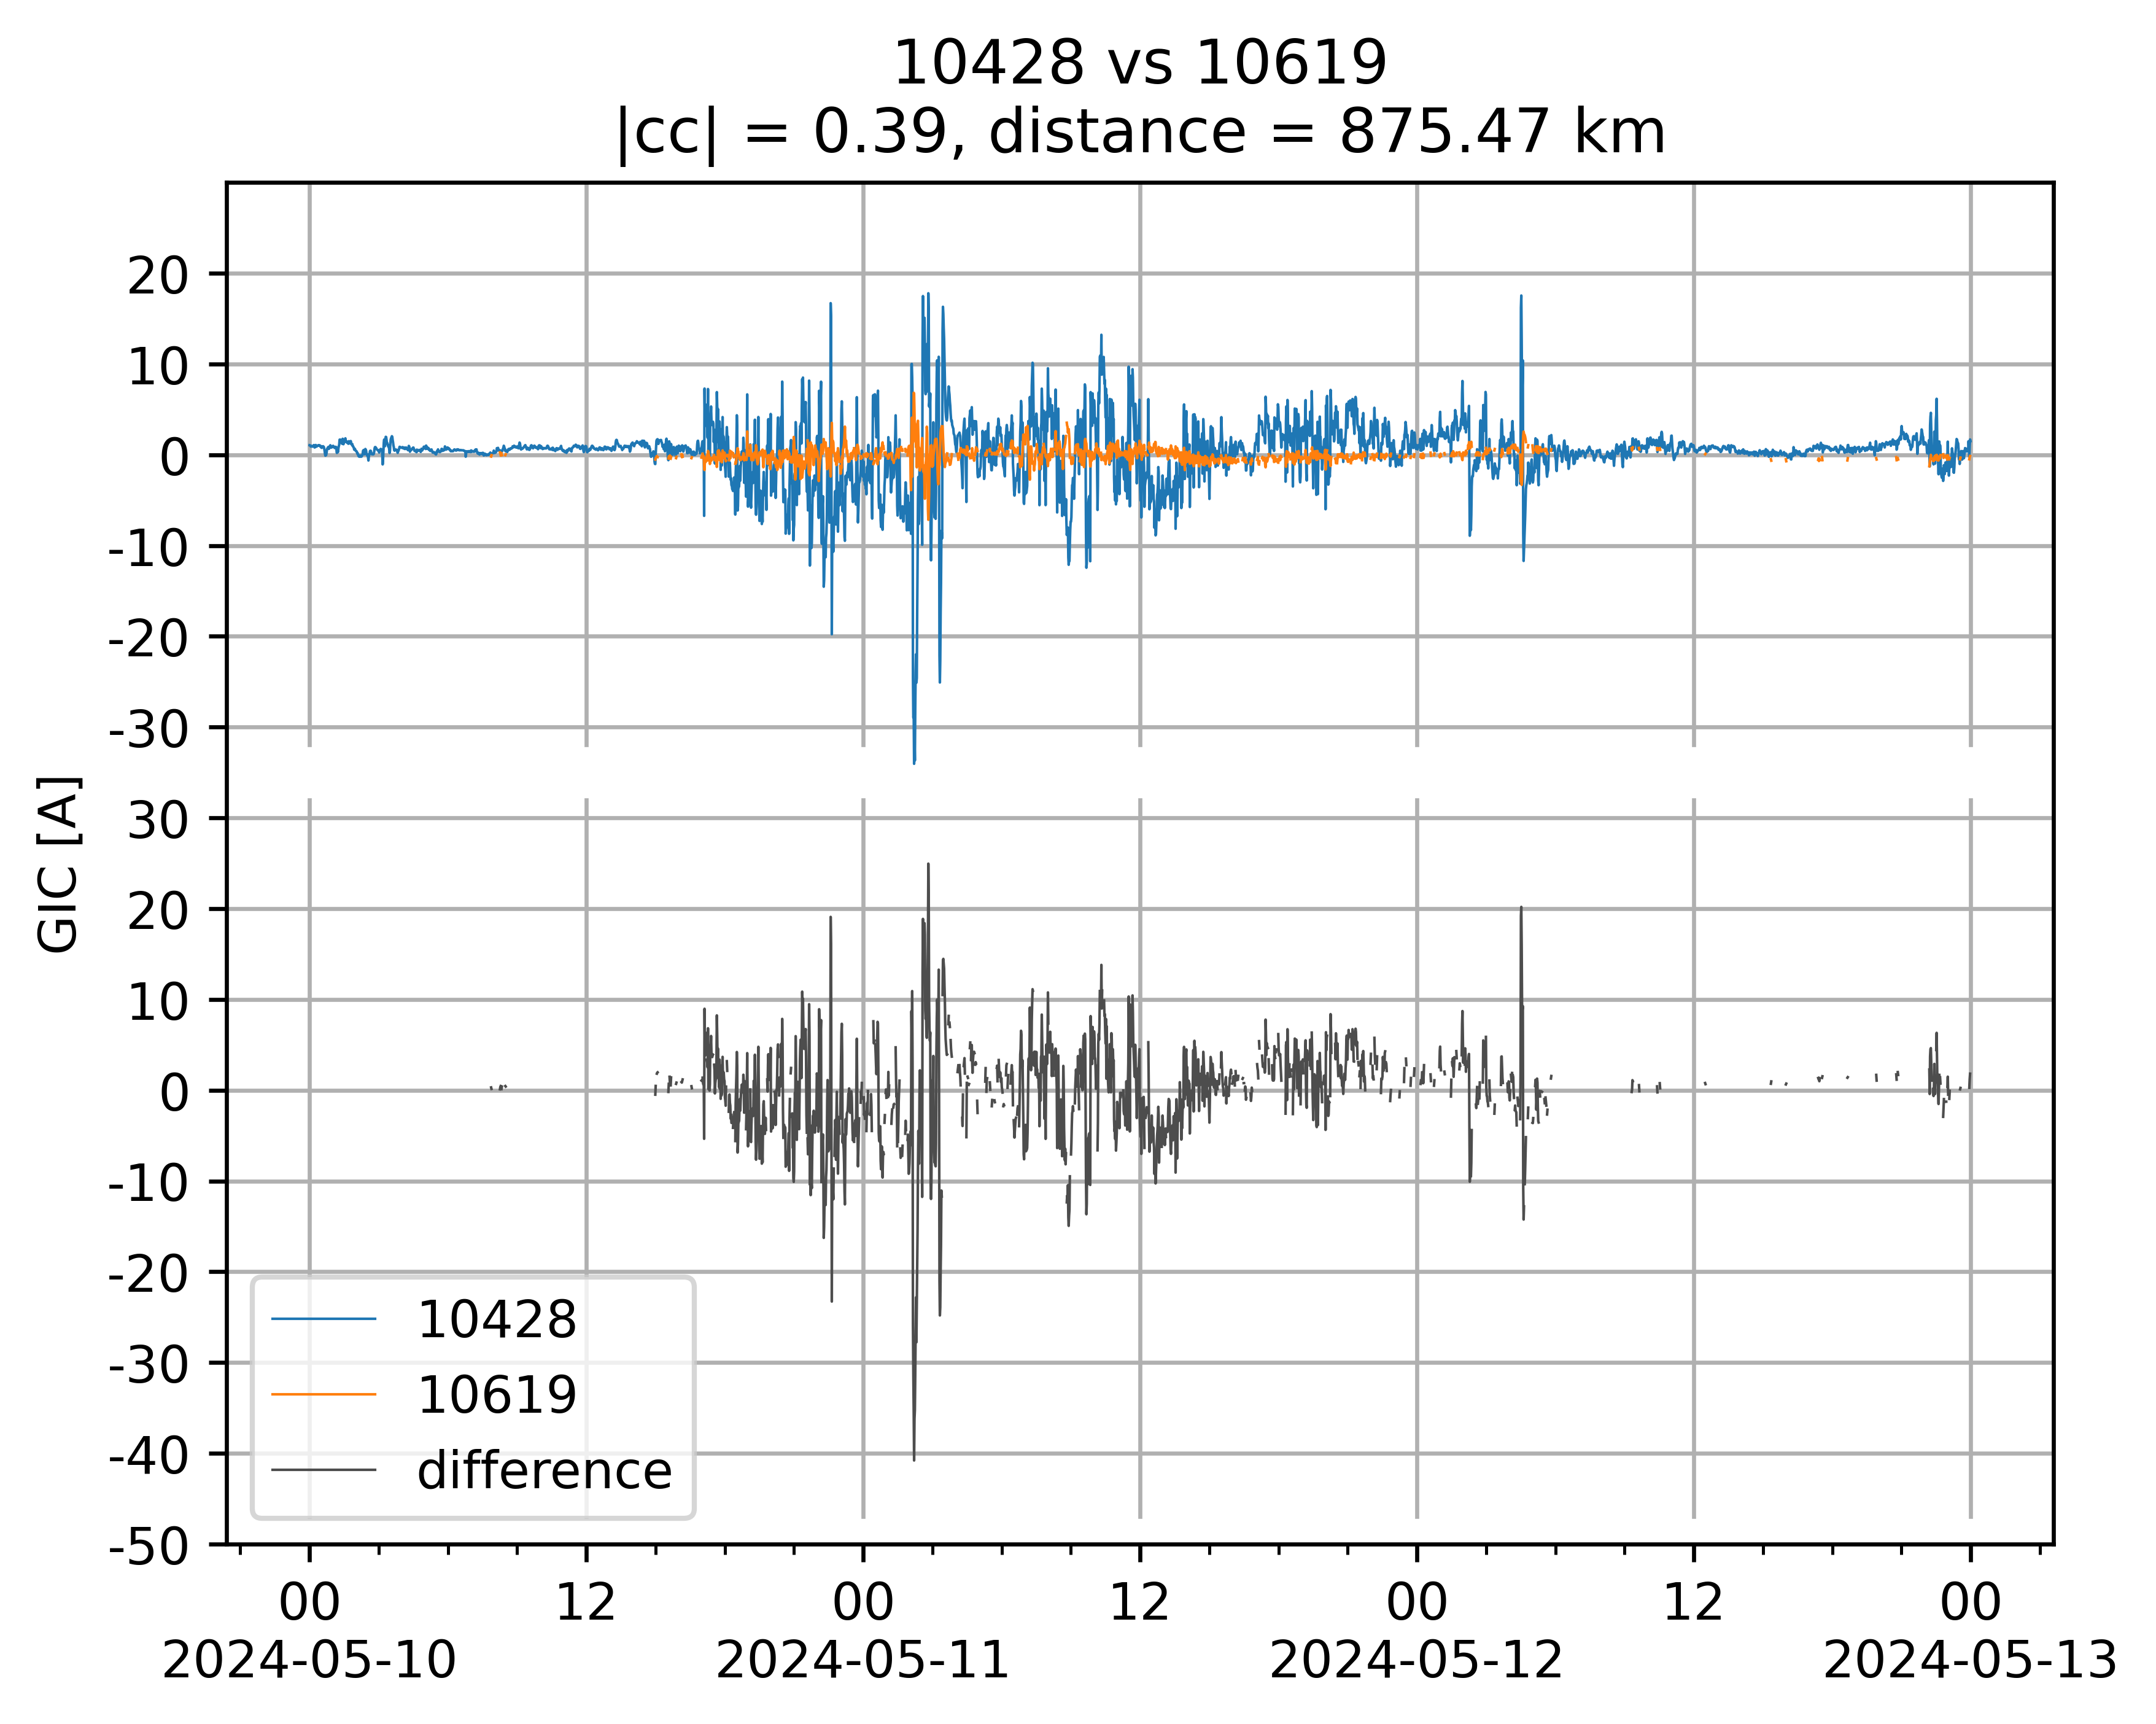 10428 vs 10619
|cc| = 0.39, distance = 875.47 km
GIC [A]
20
10
0
-10
-20
-30
30
20
10
0
-10
-20
-30
-40
-50
10428
10619
difference
00 12 00 12 00 12 00
2024-05-10 2024-05-11 2024-05-12 2024-05-13